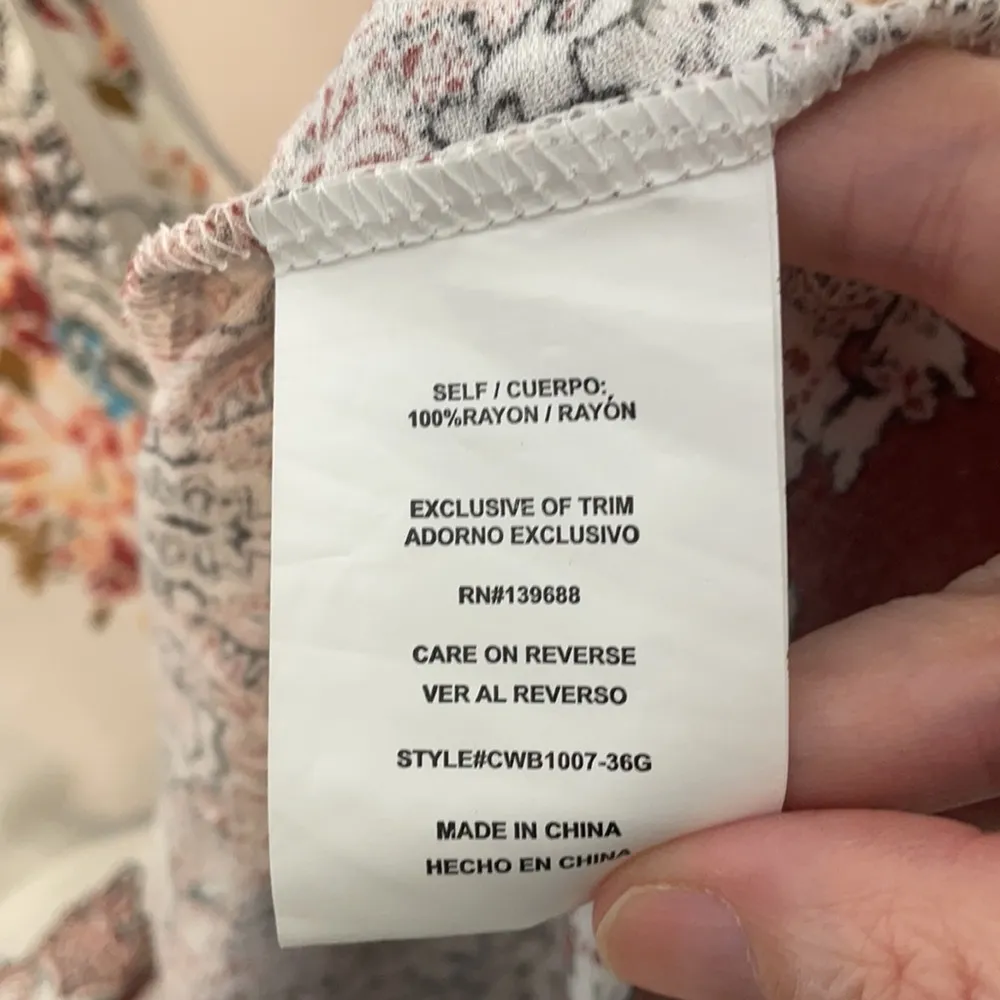 SELF / CUERPO:
100%RAYON / RAYÓN
EXCLUSIVE OF TRIM
ADORNO EXCLUSIVO
RN#139688
CARE ON REVERSE
VER AL REVERSO
STYLE#CWB1007-36G
MADE IN CHINA
HECHO EN CHINA